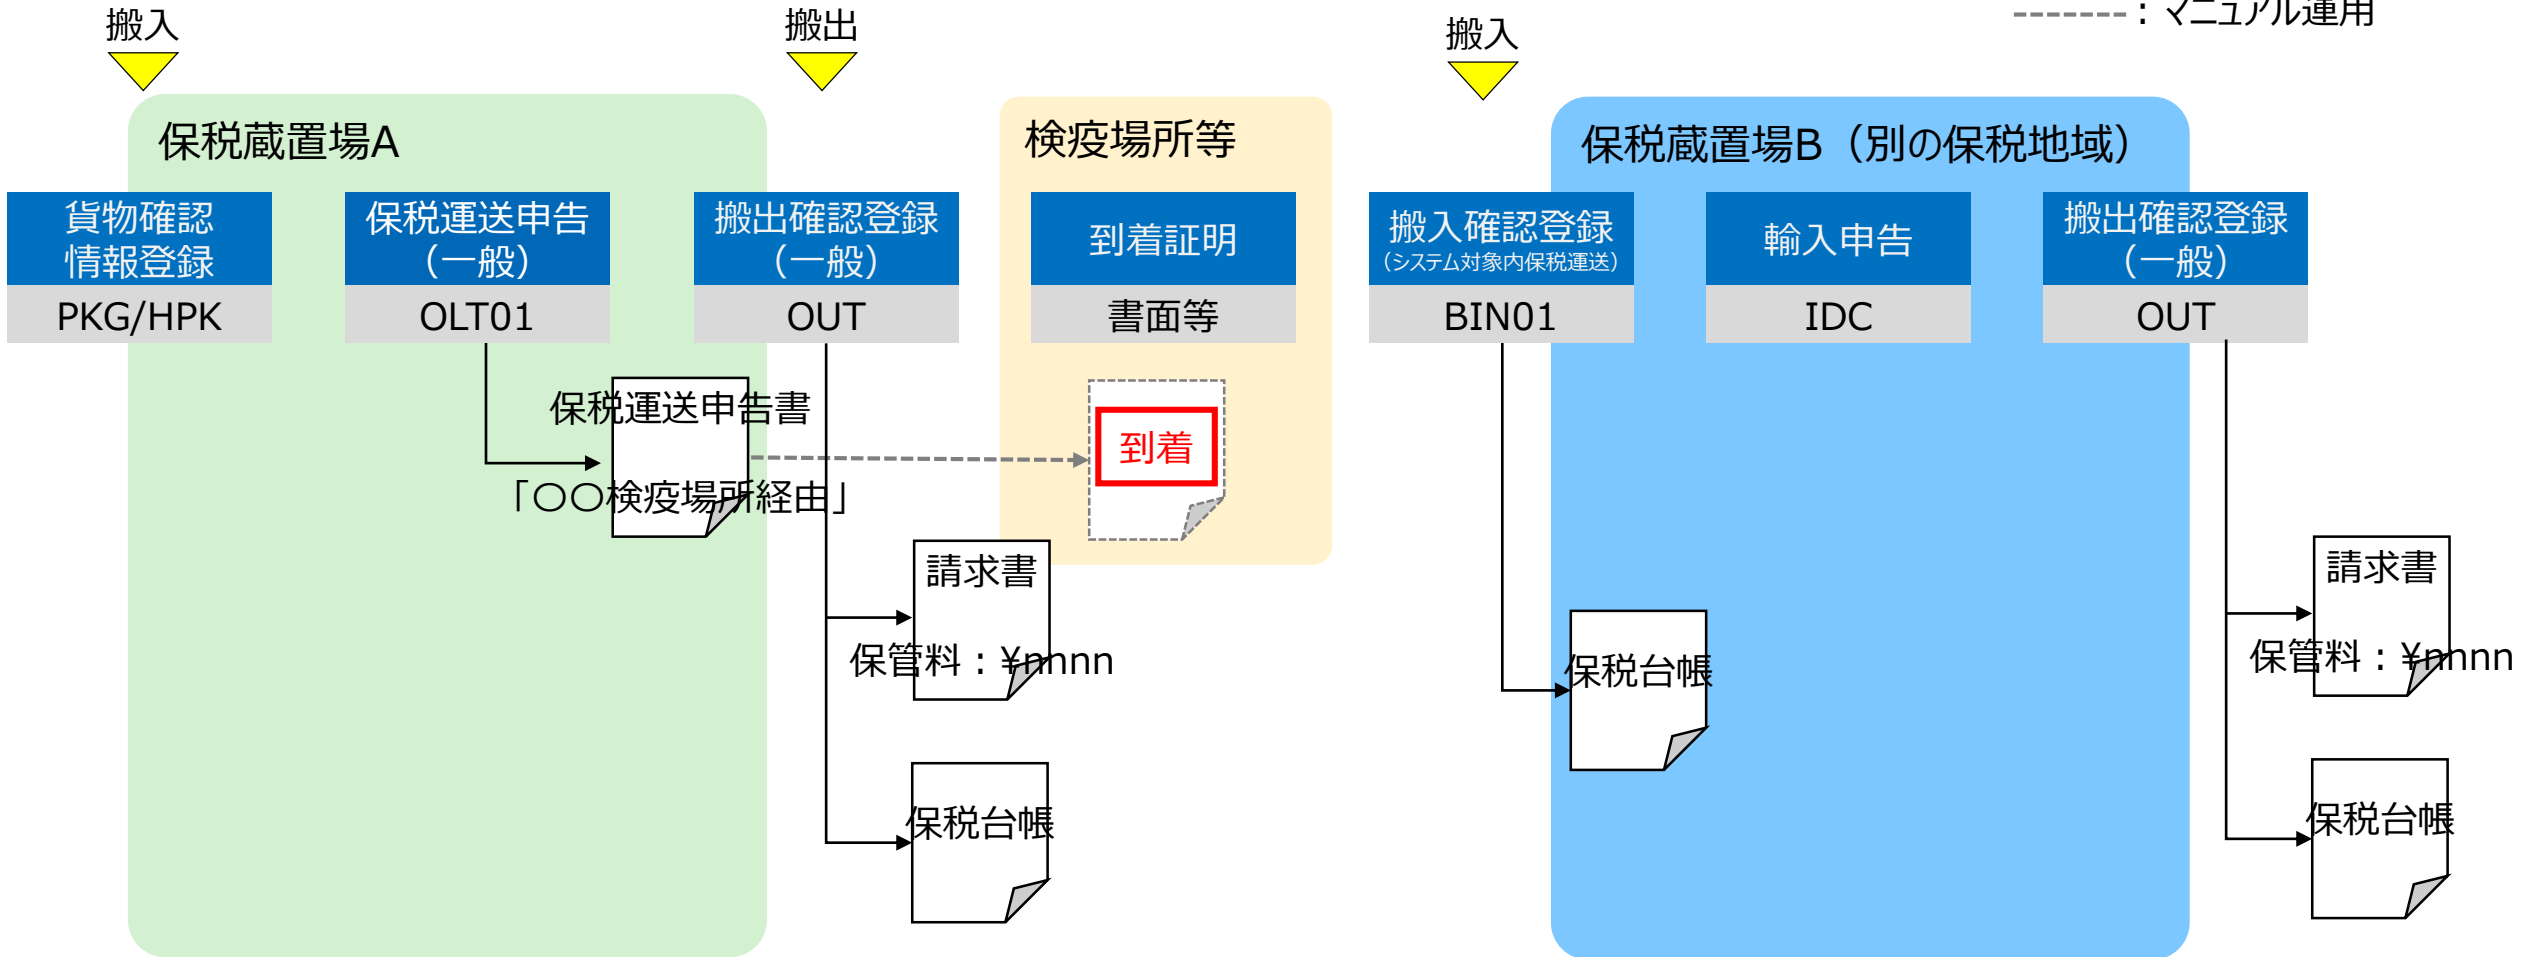 搬入
搬出
搬入
：マニュアル運用
保税蔵置場A
検疫場所等
保税蔵置場B（別の保税地域）
貨物確認
情報登録
PKG/HPK
保税運送申告
（一般）
OLT01
搬出確認登録
（一般）
OUT
到着証明
書面等
搬入確認登録
（システム対象内保税運送）
BIN01
輸入申告
IDC
搬出確認登録
（一般）
OUT
保税運送申告書
「〇〇検疫場所経由」
到着
請求書
保管料：¥nnnn
保税台帳
保税台帳
請求書
保管料：¥nnnn
保税台帳